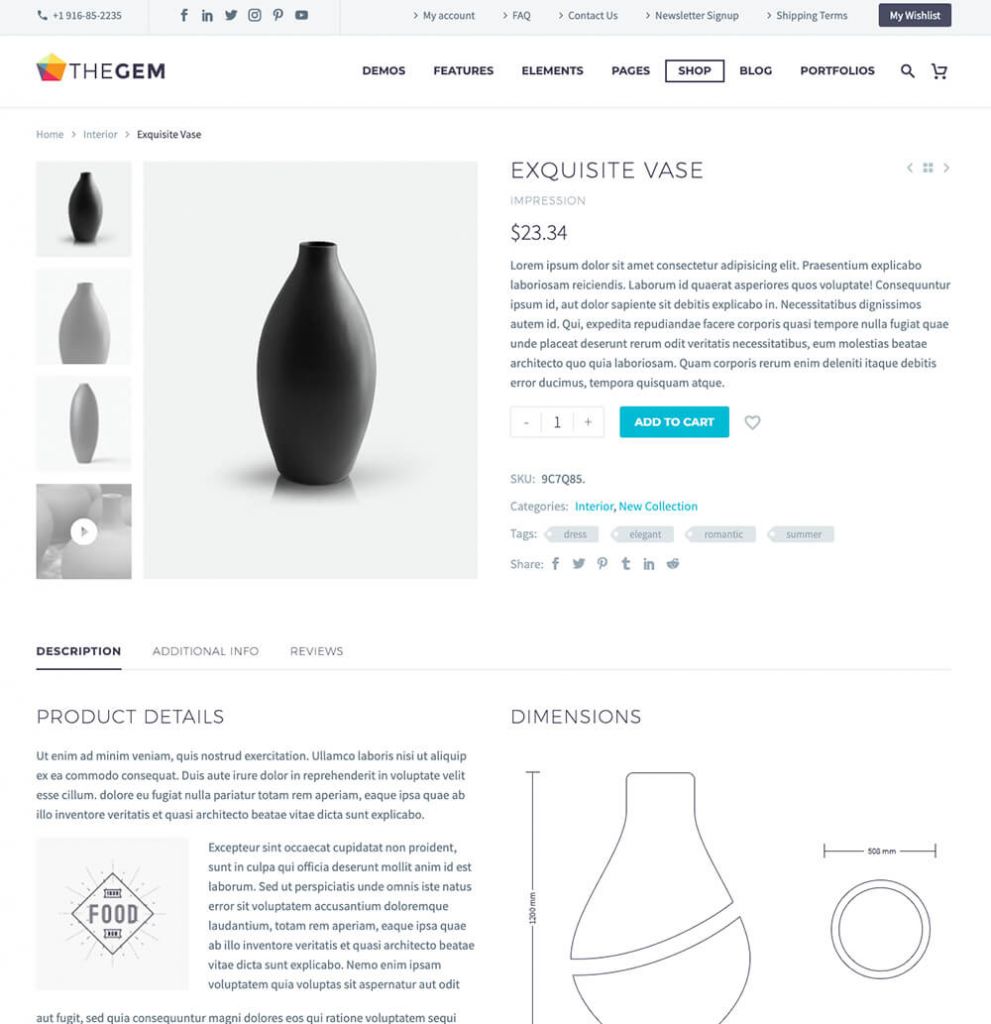 +1 916-85-2235
My account
FAQ
Contact Us
Newsletter Signup
Shipping Terms
My Wishlist
THEGEM
DEMOS
FEATURES
ELEMENTS
PAGES
SHOP
BLOG
PORTFOLIOS
Home > Interior > Exquisite Vase
EXQUISITE VASE
IMPRESSION
$23.34
Lorem ipsum dolor sit amet consectetur adipisicing elit. Praesentium explicabo
laboriosam reiciendis. Laborum id quaerat asperiores quos voluptate! Consequuntur
ipsum id, aut dolor sapiente sit debitis explicabo in. Necessitatibus dignissimos
autem id. Qui, expedita repudiandae facere corporis quasi tempore nulla fugiat quae
unde placeat deserunt rerum odit veritatis necessitatibus, eum molestias beatae
architecto quo quia laboriosam. Quam corporis rerum enim deleniti itaque debitis
error ducimus, tempora quisquam atque.
- 1 +
ADD TO CART
SKU: 9C7Q85.
Categories: Interior, New Collection
Tags: dress elegant romantic summer
Share:
DESCRIPTION
ADDITIONAL INFO
REVIEWS
PRODUCT DETAILS
Ut enim ad minim veniam, quis nostrud exercitation. Ullamco laboris nisi ut aliquip
ex ea commodo consequat. Duis aute irure dolor in reprehenderit in voluptate velit
esse cillum. dolore eu fugiat nulla pariatur totam rem aperiam, eaque ipsa quae ab
illo inventore veritatis et quasi architecto beatae vitae dicta sunt explicabo.
FOOD
Excepteur sint occaecat cupidatat non proident,
sunt in culpa qui officia deserunt mollit anim id est
laborum. Sed ut perspiciatis unde omnis iste natus
error sit voluptatem accusantium doloremque
laudantium, totam rem aperiam, eaque ipsa quae
ab illo inventore veritatis et quasi architecto beatae
vitae dicta sunt explicabo. Nemo enim ipsam
voluptatem quia voluptas sit aspernatur aut odit
aut fugit, sed quia consequuntur magni dolores eos qui ratione voluptatem sequi
DIMENSIONS
1200 mm
500 mm